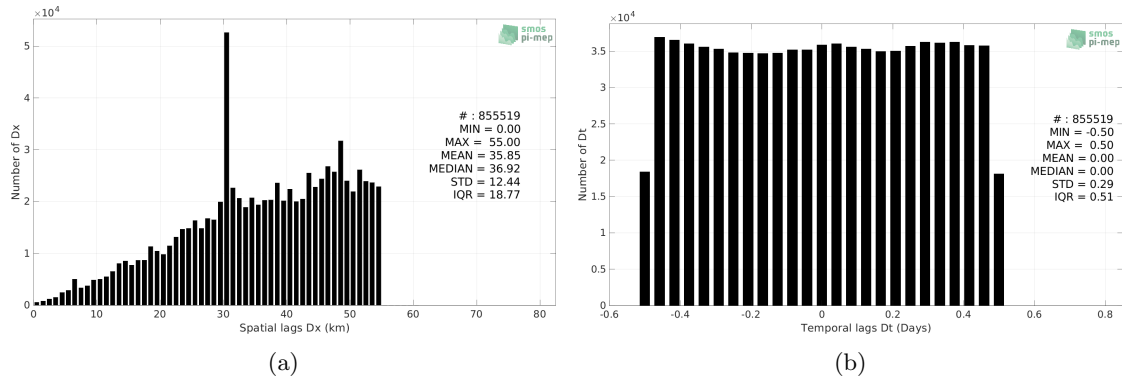 ×10⁴
smos
pi-mep
5
4
3
2
1
0
Number of Dx
# : 855519
MIN = 0.00
MAX = 55.00
MEAN = 35.85
MEDIAN = 36.92
STD = 12.44
IQR = 18.77
0 10 20 30 40 50 60 70 80
Spatial lags Dx (km)
(a)
×10⁴
smos
pi-mep
3.5
3
2.5
2
1.5
1
0.5
0
Number of Dt
# : 855519
MIN = -0.50
MAX = 0.50
MEAN = 0.00
MEDIAN = 0.00
STD = 0.29
IQR = 0.51
-0.6 -0.4 -0.2 0 0.2 0.4 0.6 0.8
Temporal lags Dt (Days)
(b)